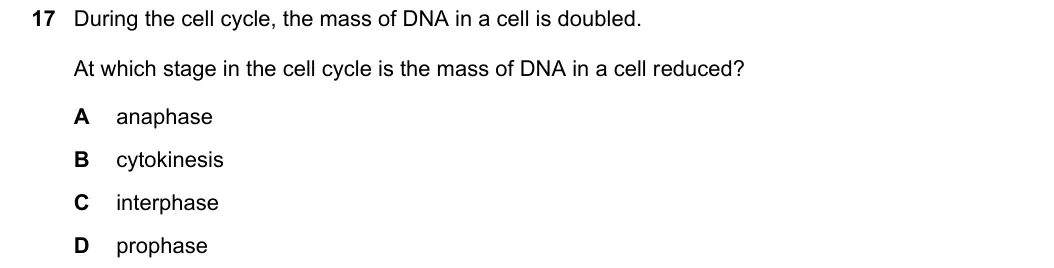 17 During the cell cycle, the mass of DNA in a cell is doubled.
At which stage in the cell cycle is the mass of DNA in a cell reduced?
A anaphase
B cytokinesis
C interphase
D prophase